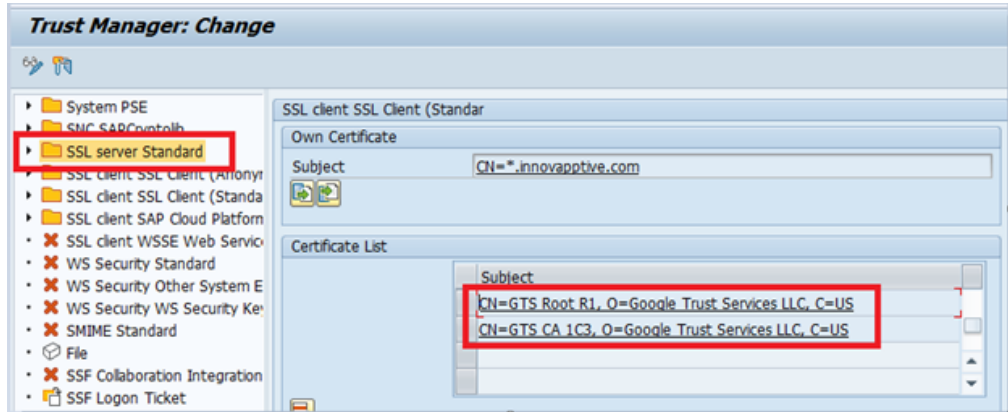 Trust Manager: Change
System PSE
SNC SAPCryptolib
SSL server Standard
SSL client SSL Client (Anonyr
SSL client SSL Client (Standa
SSL client SAP Cloud Platform
SSL client WSSE Web Servic
WS Security Standard
WS Security Other System E
WS Security WS Security Key
SMIME Standard
File
SSF Collaboration Integration
SSF Logon Ticket
SSL client SSL Client (Standar
Own Certificate
Subject CN=*.innovapptive.com
Certificate List
Subject
CN=GTS Root R1, O=Google Trust Services LLC, C=US
CN=GTS CA 1C3, O=Google Trust Services LLC, C=US